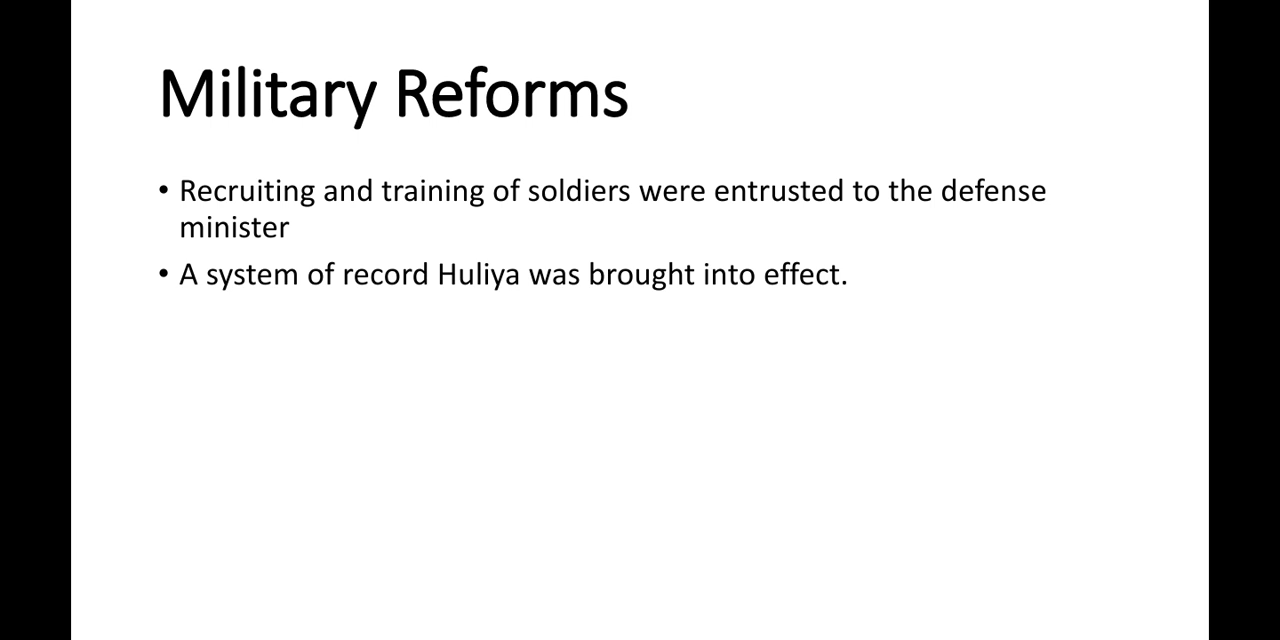 Military Reforms
• Recruiting and training of soldiers were entrusted to the defense
minister
• A system of record Huliya was brought into effect.